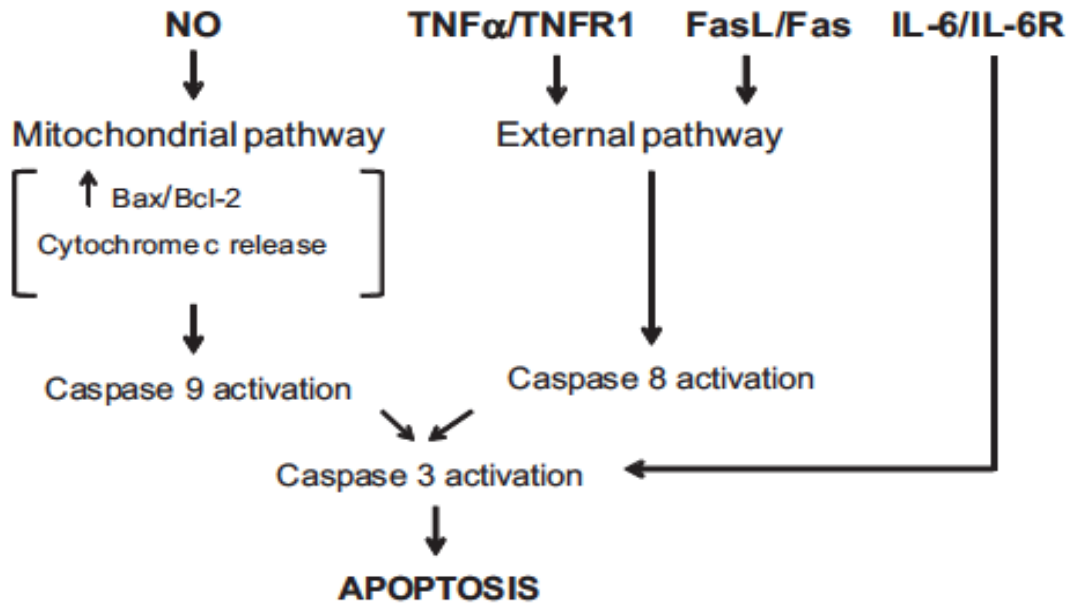 NO TNFα/TNFR1 FasL/Fas IL-6/IL-6R
Mitochondrial pathway External pathway
Bax/Bcl-2
Cytochrome c release
Caspase 9 activation Caspase 8 activation
Caspase 3 activation
APOPTOSIS